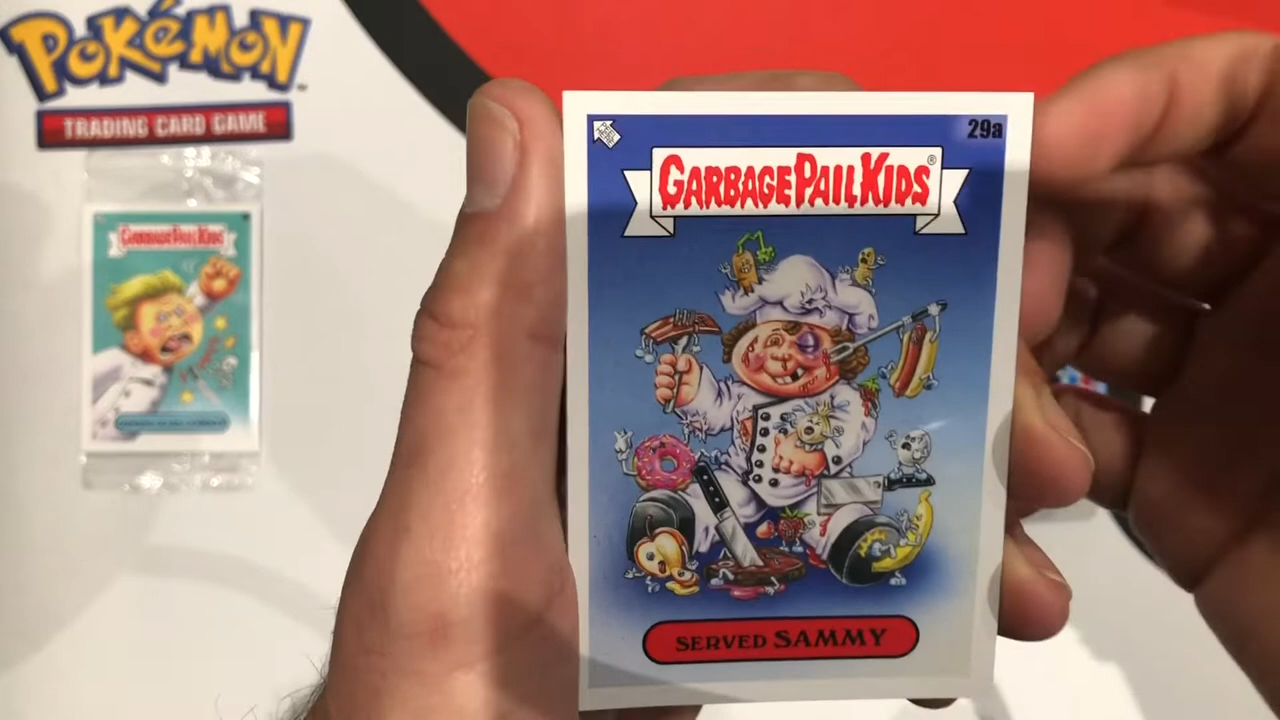 POKéMON
TRADING CARD GAME
GARBAGE PAIL KIDS
29a
GARBAGE PAIL KIDS®
SERVED SAMMY